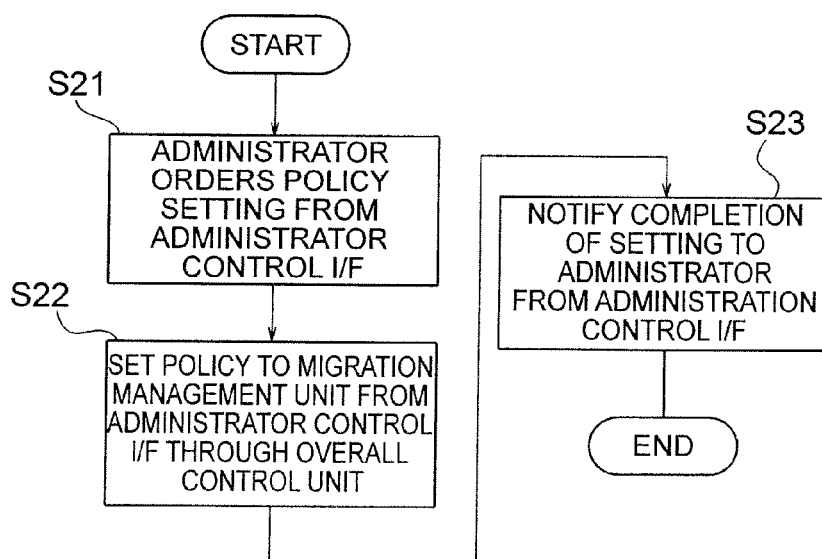 START
S21
ADMINISTRATOR
ORDERS POLICY
SETTING FROM
ADMINISTRATOR
CONTROL I/F
S22
SET POLICY TO MIGRATION
MANAGEMENT UNIT FROM
ADMINISTRATOR CONTROL
I/F THROUGH OVERALL
CONTROL UNIT
S23
NOTIFY COMPLETION
OF SETTING TO
ADMINISTRATOR
FROM ADMINISTRATION
CONTROL I/F
END